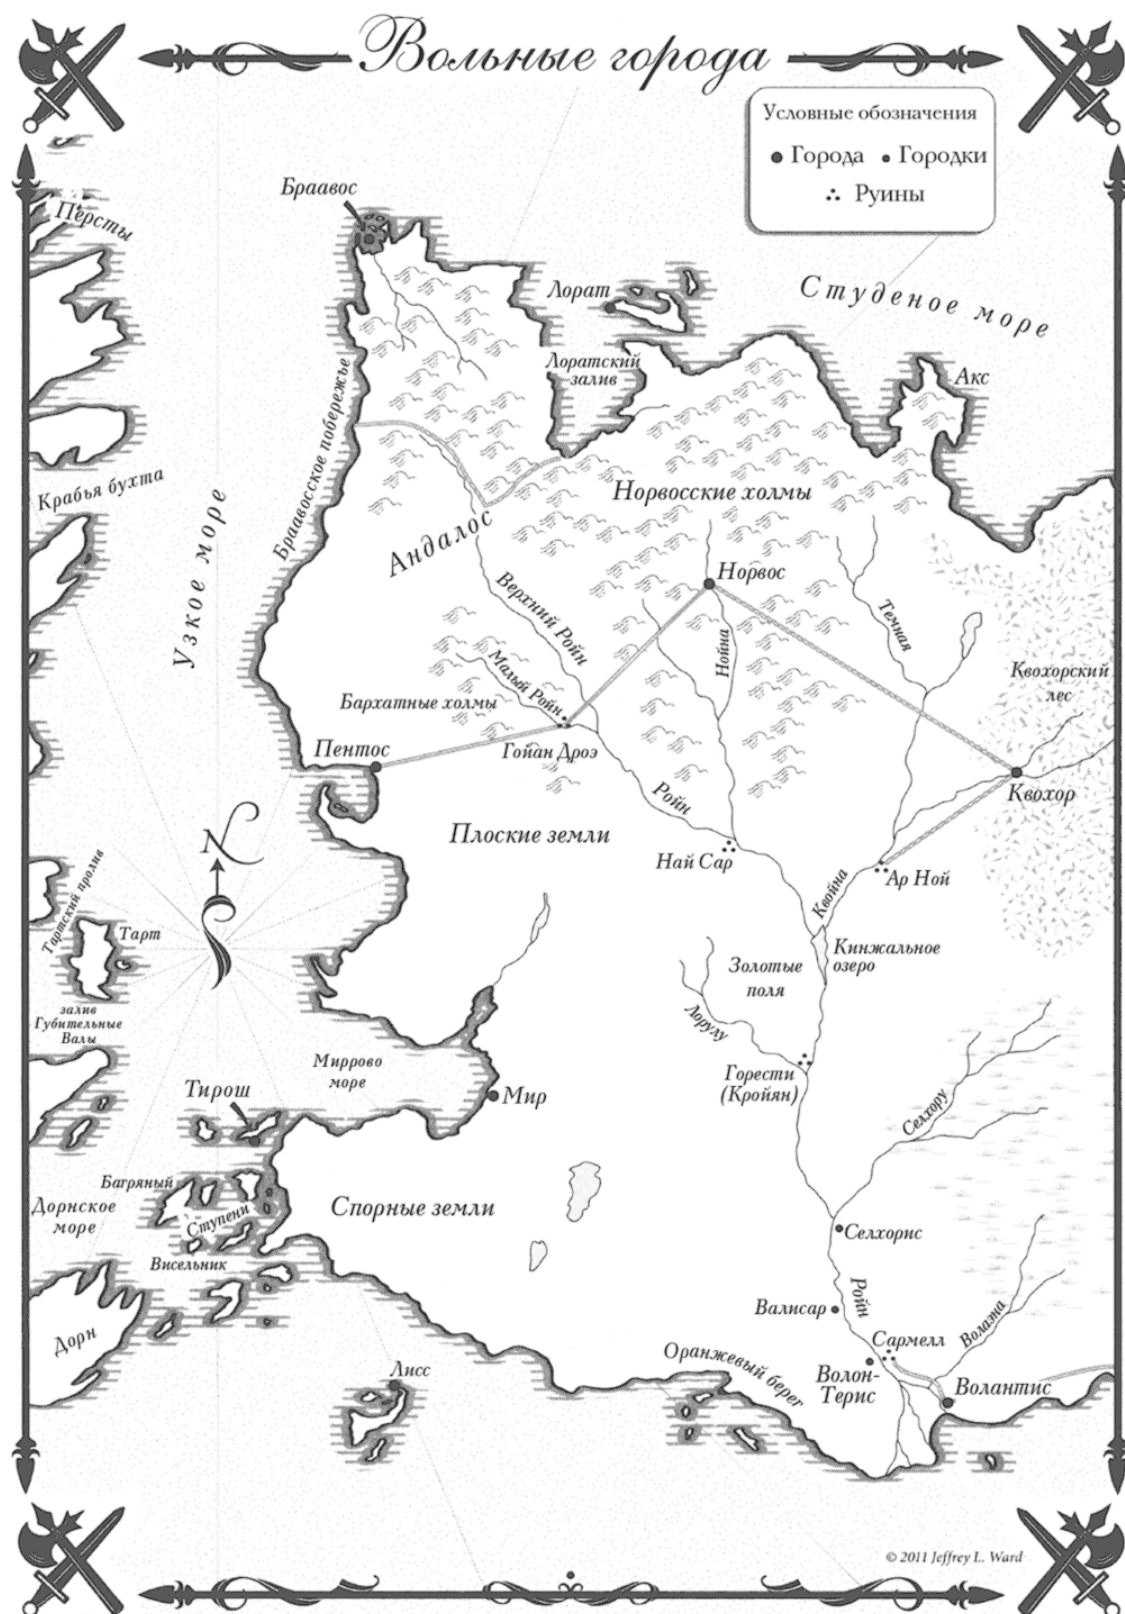 Вольные города
Условные обозначения
Города
Городки
Руины
Браавос
Персты
Лорат
Студеное море
Лоратский
залив
Акс
Браавосское побережье
Крабья бухта
Узкое море
Андалос
Норвосские холмы
Норвос
Верхний Ройн
Нойна
Темная
Малый Ройн
Квохорский
лес
Бархатные холмы
Пентос
Гойан Дроэ
Квохор
Ройн
Плоские земли
Най Сар
Ар Ной
Квойна
Тартский пролив
Тарт
Кинжальное
озеро
Золотые
поля
залив
Губительные
Валы
Лорулу
Миррово
море
Горести
(Кройян)
Тирош
Мир
Селхору
Багряный
Дорнское
море
Ступени
Спорные земли
Селхорис
Висельник
Ройн
Валисар
Волаэна
Сармелл
Дорн
Лисс
Оранжевый берег
Волон-
Терис
Волантис
© 2011 Jeffrey L. Ward